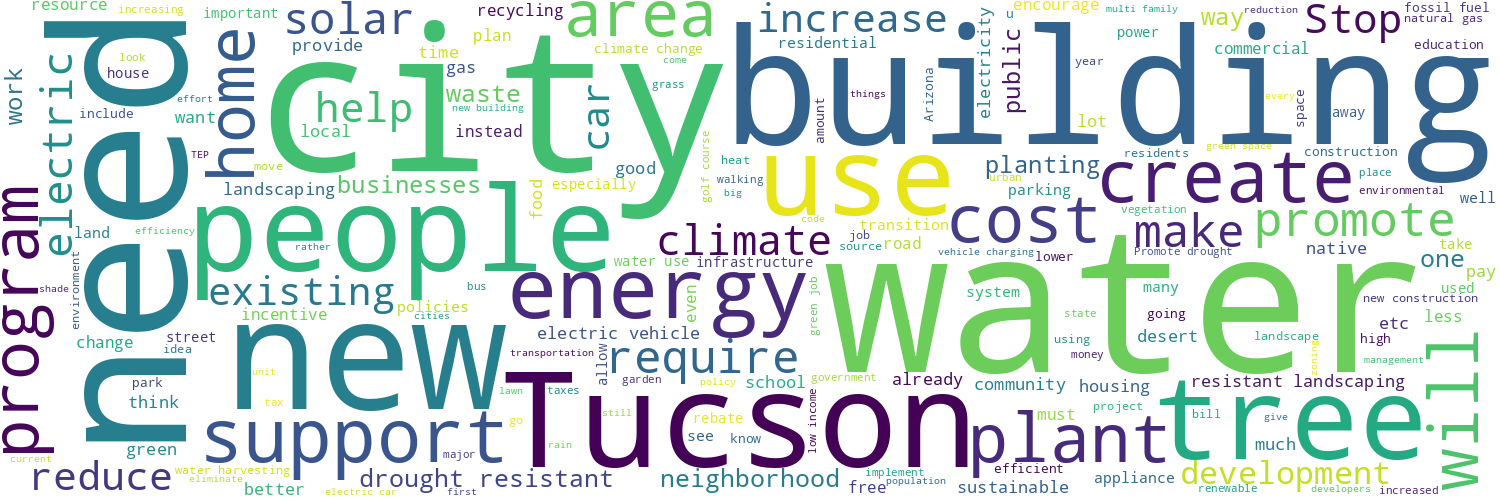 resource
increasing
important
solar
recycling
area
increase
encourage
multi family
reduction
way
Stop
fossil fuel
natural gas
provide
time
plan
climate change
come
residential
u
power
commercial
education
look
house
work
electric
need
home
city
gas
grass
building
electricity
public
year
things
every
space
effort
include
want
help
local
waste
new building
instead
car
Arizona
amount
lot
away
TEP
move
good
golf course
heat
walking
big
use
planting
residents
green space
construction
place
landscaping
businesses
food
especially
urban
parking
create
environmental
well
program
land
efficiency
people
rather
code
transition
cost
vegetation
promote
climate
job
source
road
make
native
take
environment
shade
water use
infrastructure
vehicle charging
lower
Promote drought
one
pay
used
existing
bus
energy
even
water
system
many
new construction
incentive
policies
cities
electric vehicle
green job
state
going
desert
etc
less
change
street
idea
new
transportation
require
allow
using
money
landscape
high
zoning
management
will
park
think
unit
tax
Tucson
lawn
taxes
garden
school
policy
government
already
community
housing
resistant landscaping
still
rebate
low income
must
project
bill
give
green
support
go
rain
see
know
plant
tree
much
current
major
reduce
water harvesting
eliminate
better
electric car
drought resistant
first
neighborhood
implement
population
free
efficient
sustainable
appliance
renewable
development
developers
increased